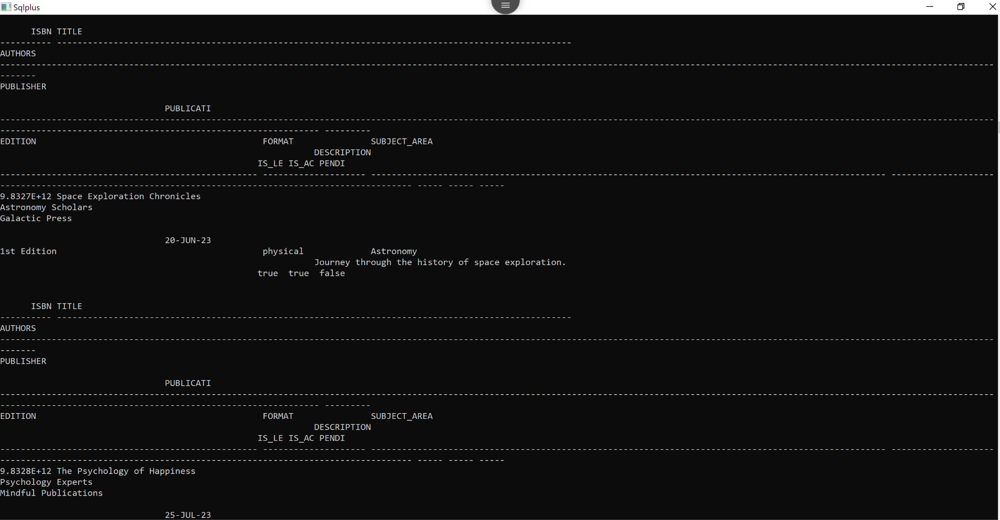 Sqlplus
ISBN TITLE
---------- ----------------------------------------------------------------------------------------------------
AUTHORS
-------------------------------------------------------------------------------------------------------------------------------------------------------------------------------------------------
-------
PUBLISHER
PUBLICATI
-------------------------------------------------------------------------------------------------------------------------------------------------------------------------------------------------
-------------------------------------------------------------- ---------
EDITION FORMAT SUBJECT_AREA
DESCRIPTION
IS_LE IS_AC PENDI
-------------------------------------------------- -------------------- ---------------------------------------------------------------------------------------------------- --------------------
-------------------------------------------------------------------------------- ----- ----- -----
9.8327E+12 Space Exploration Chronicles
Astronomy Scholars
Galactic Press
20-JUN-23
1st Edition physical Astronomy
Journey through the history of space exploration.
true true false
ISBN TITLE
---------- ----------------------------------------------------------------------------------------------------
AUTHORS
-------------------------------------------------------------------------------------------------------------------------------------------------------------------------------------------------
-------
PUBLISHER
PUBLICATI
-------------------------------------------------------------------------------------------------------------------------------------------------------------------------------------------------
-------------------------------------------------------------- ---------
EDITION FORMAT SUBJECT_AREA
DESCRIPTION
IS_LE IS_AC PENDI
-------------------------------------------------- -------------------- ---------------------------------------------------------------------------------------------------- --------------------
-------------------------------------------------------------------------------- ----- ----- -----
9.8328E+12 The Psychology of Happiness
Psychology Experts
Mindful Publications
25-JUL-23